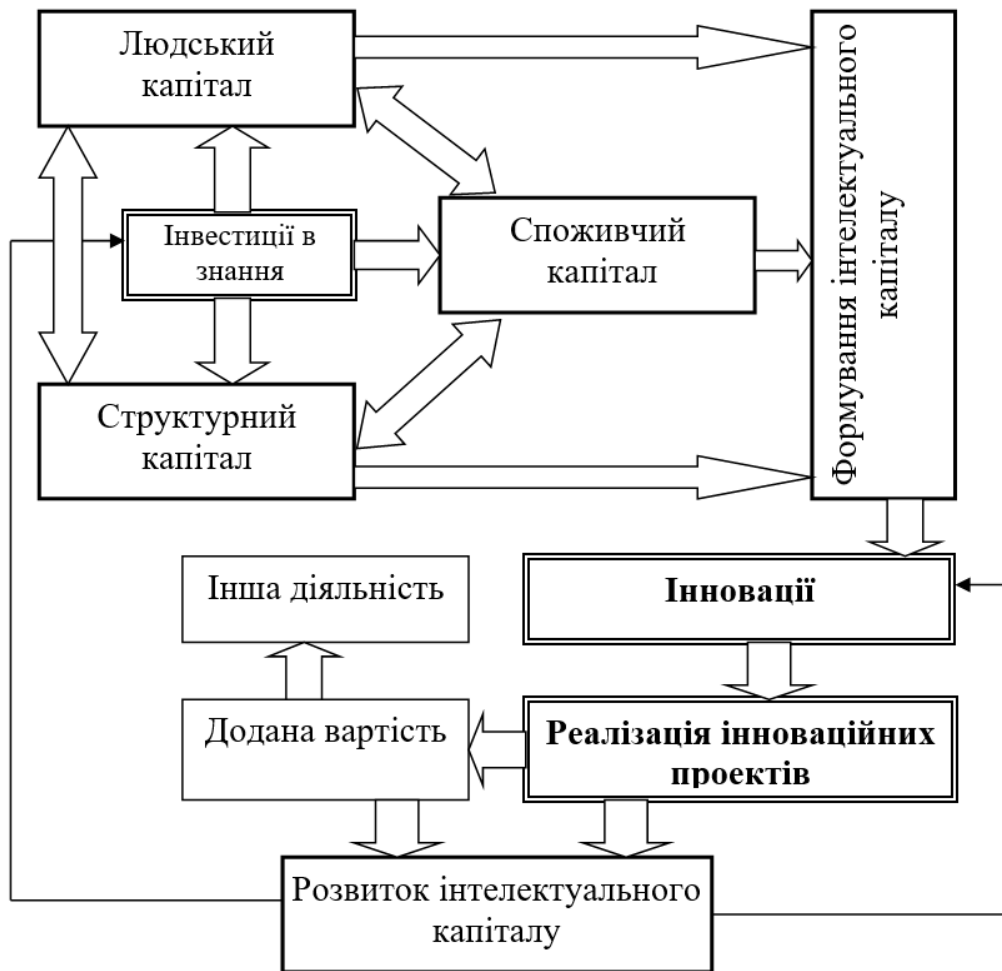 Людський
капітал
Інвестиції в
знання
Споживчий
капітал
Структурний
капітал
Формування інтелектуального
капіталу
Інша діяльність
Інновації
Додана вартість
Реалізація інноваційних
проектів
Розвиток інтелектуального
капіталу